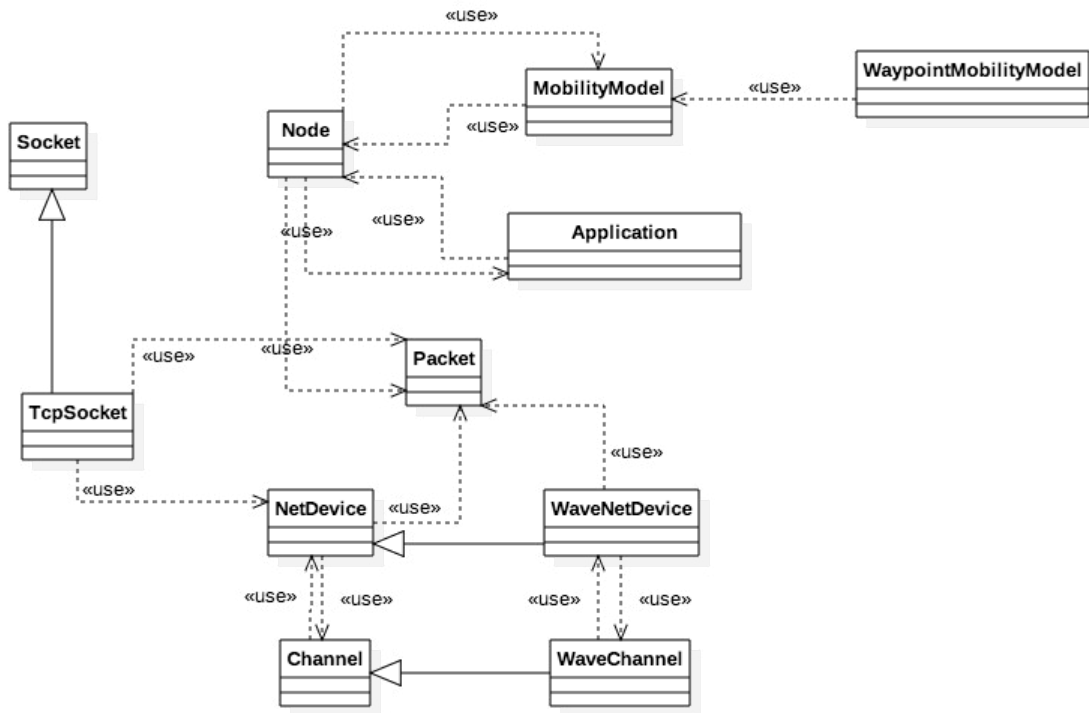 «use»
MobilityModel
WaypointMobilityModel
«use»
Node
«use»
Socket
«use»
«use»
Application
«use»
«use»
Packet
TcpSocket
«use»
«use»
NetDevice
«use»
WaveNetDevice
«use»
«use»
«use»
«use»
Channel
WaveChannel